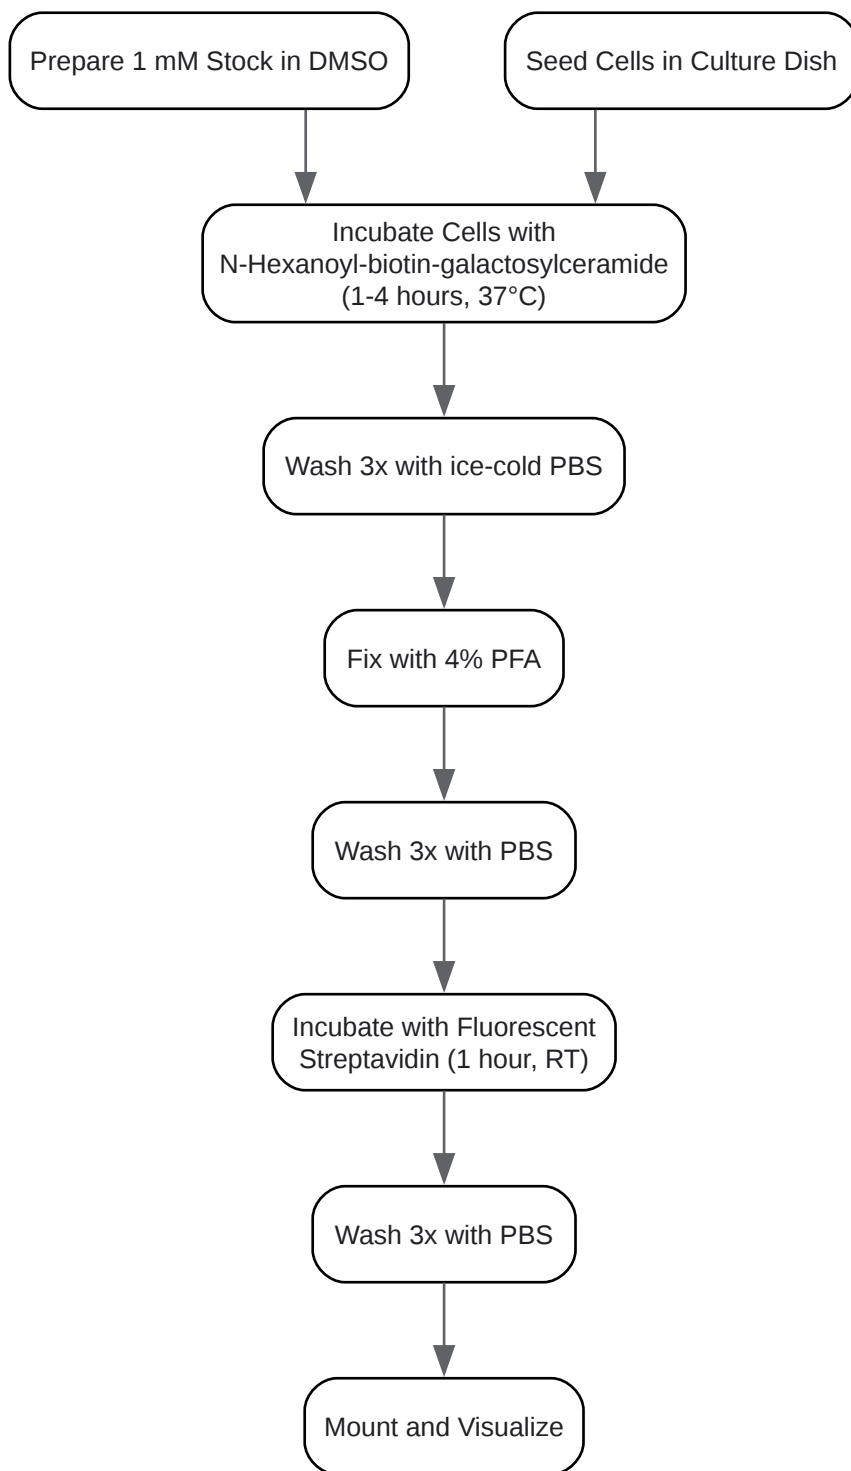 Prepare 1 mM Stock in DMSO
Seed Cells in Culture Dish
Incubate Cells with
N-Hexanoyl-biotin-galactosylceramide
(1-4 hours, 37°C)
Wash 3x with ice-cold PBS
Fix with 4% PFA
Wash 3x with PBS
Incubate with Fluorescent
Streptavidin (1 hour, RT)
Wash 3x with PBS
Mount and Visualize